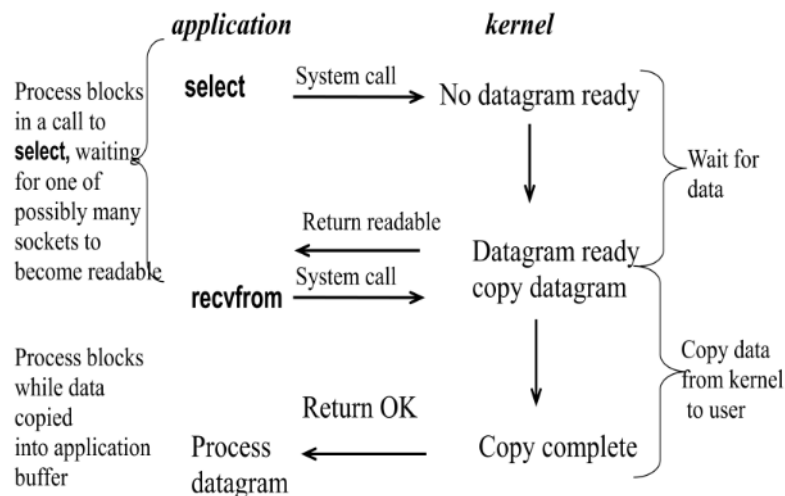 application
kernel
select
System call
No datagram ready
Process blocks
in a call to
select, waiting
for one of
possibly many
sockets to
become readable
Wait for
data
Return readable
Datagram ready
copy datagram
System call
recvfrom
Process blocks
while data
copied
into application
buffer
Copy data
from kernel
to user
Return OK
Process
datagram
Copy complete